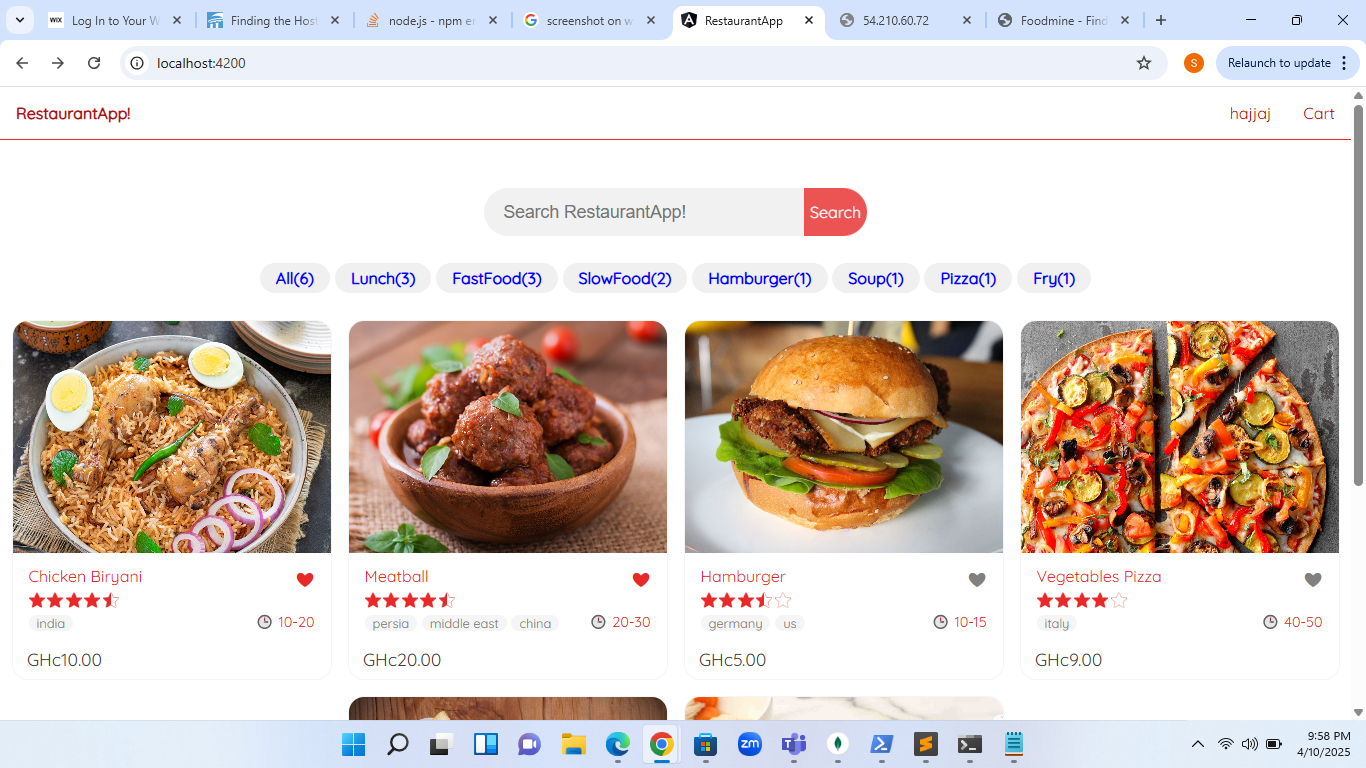 WIX Log In to Your W
Finding the Host
node.js - npm er
screenshot on w
RestaurantApp
54.210.60.72
Foodmine - Find
localhost:4200
S
Relaunch to update
RestaurantApp!
hajjaj
Cart
Search RestaurantApp!
Search
All(6)
Lunch(3)
FastFood(3)
SlowFood(2)
Hamburger(1)
Soup(1)
Pizza(1)
Fry(1)
Chicken Biryani
india
10-20
GHc10.00
Meatball
persia
middle east
china
20-30
GHc20.00
Hamburger
germany
us
10-15
GHc5.00
Vegetables Pizza
italy
40-50
GHc9.00
zm
9:58 PM
4/10/2025